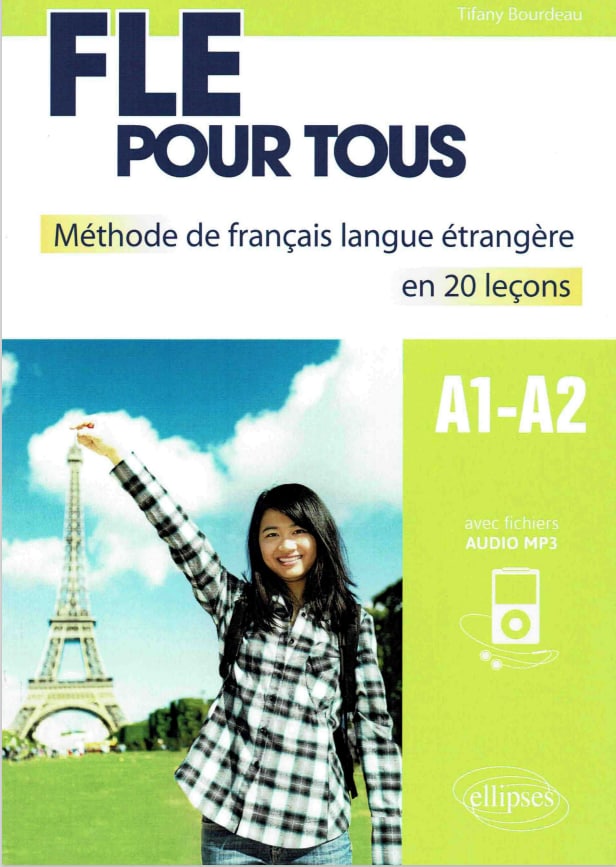 Tifany Bourdeau
FLE
POUR TOUS
Méthode de français langue étrangère
en 20 leçons
A1-A2
avec fichiers
AUDIO MP3
ellipses